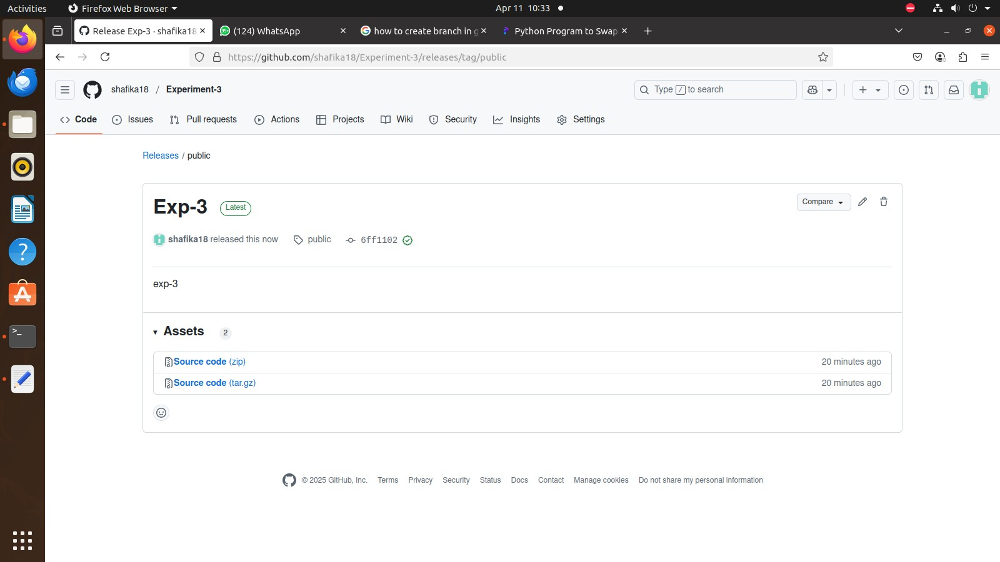 Activities
Firefox Web Browser
Apr 11 10:33
Release Exp-3 · shafika18
99+
(124) WhatsApp
how to create branch in g
Python Program to Swap
https://github.com/shafika18/Experiment-3/releases/tag/public
shafika18 / Experiment-3
Type / to search
Code
Issues
Pull requests
Actions
Projects
Wiki
Security
Insights
Settings
Releases / public
Exp-3
Latest
Compare
shafika18 released this now
public
6ff1102
exp-3
Assets
2
Source code (zip)
20 minutes ago
Source code (tar.gz)
20 minutes ago
© 2025 GitHub, Inc.
Terms
Privacy
Security
Status
Docs
Contact
Manage cookies
Do not share my personal information